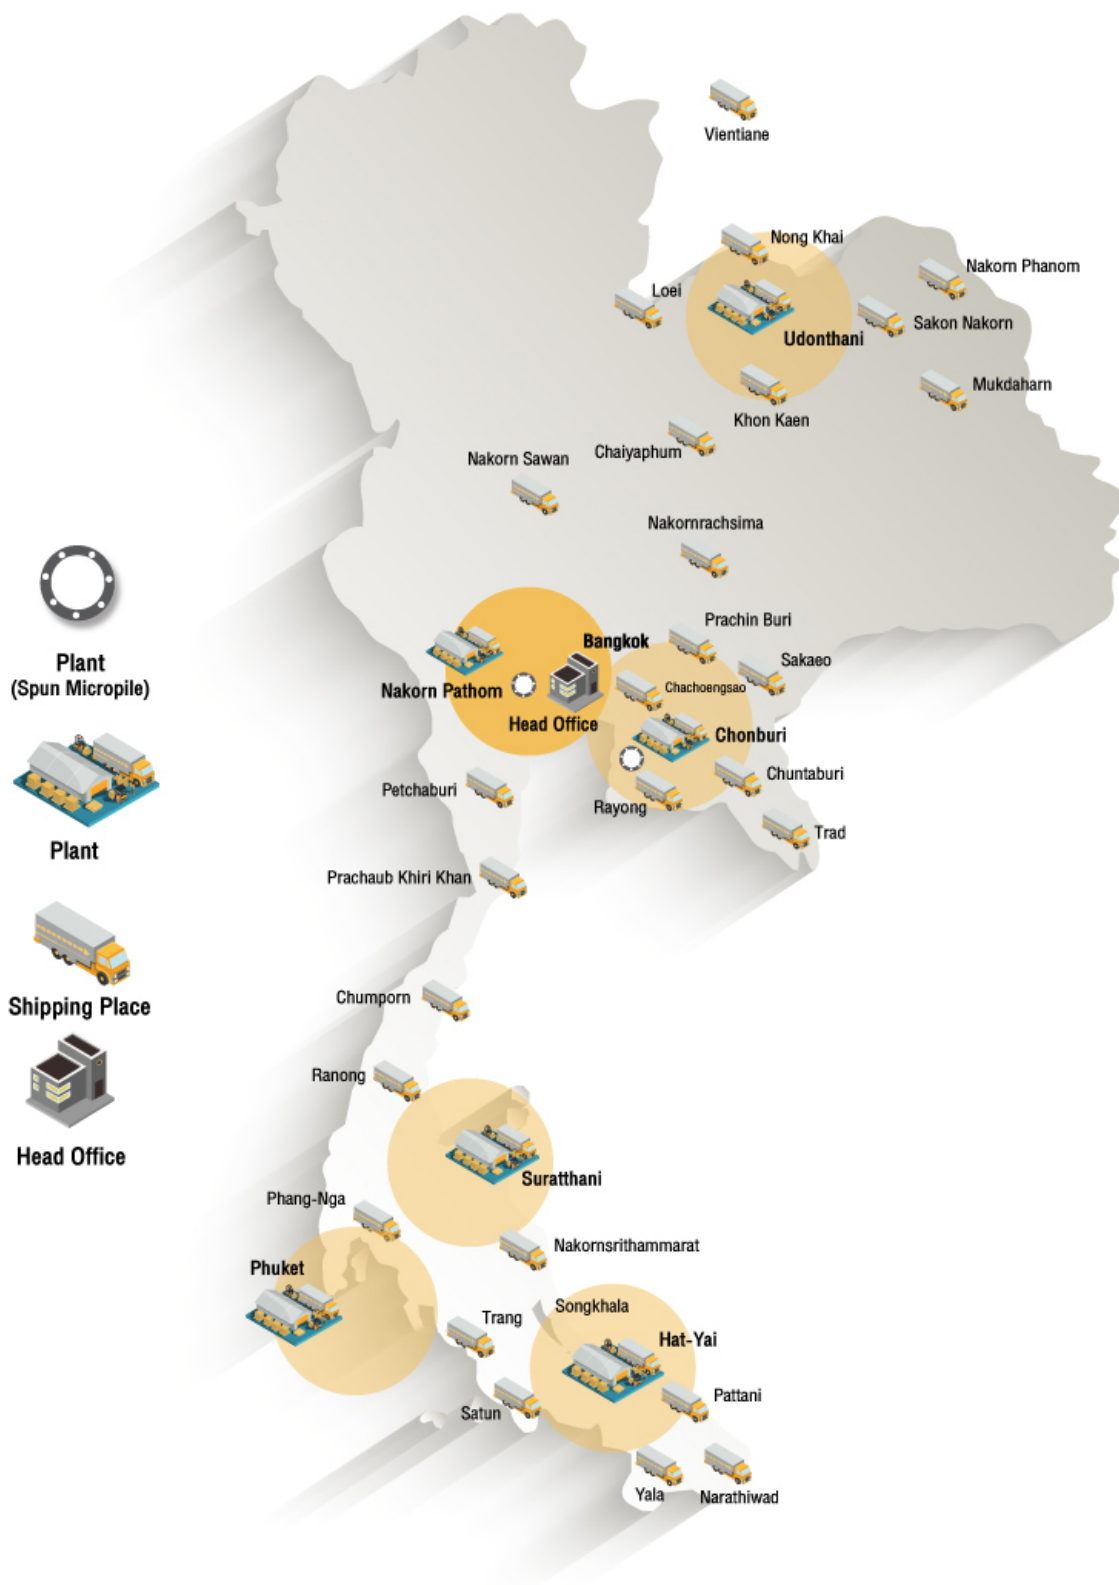 Vientiane
Nong Khai
Nakorn Phanom
Loei
Sakon Nakorn
Udonthani
Mukdaharn
Khon Kaen
Chaiyaphum
Nakorn Sawan
Nakornrachsima
Prachin Buri
Bangkok
Sakaeo
Nakorn Pathom
Chachoengsao
Head Office
Chonburi
Chuntaburi
Petchaburi
Rayong
Trad
Prachaub Khiri Khan
Chumporn
Ranong
Suratthani
Phang-Nga
Nakornsrithammarat
Phuket
Songkhala
Trang
Hat-Yai
Pattani
Satun
Yala
Narathiwad
Plant
(Spun Micropile)
Plant
Shipping Place
Head Office